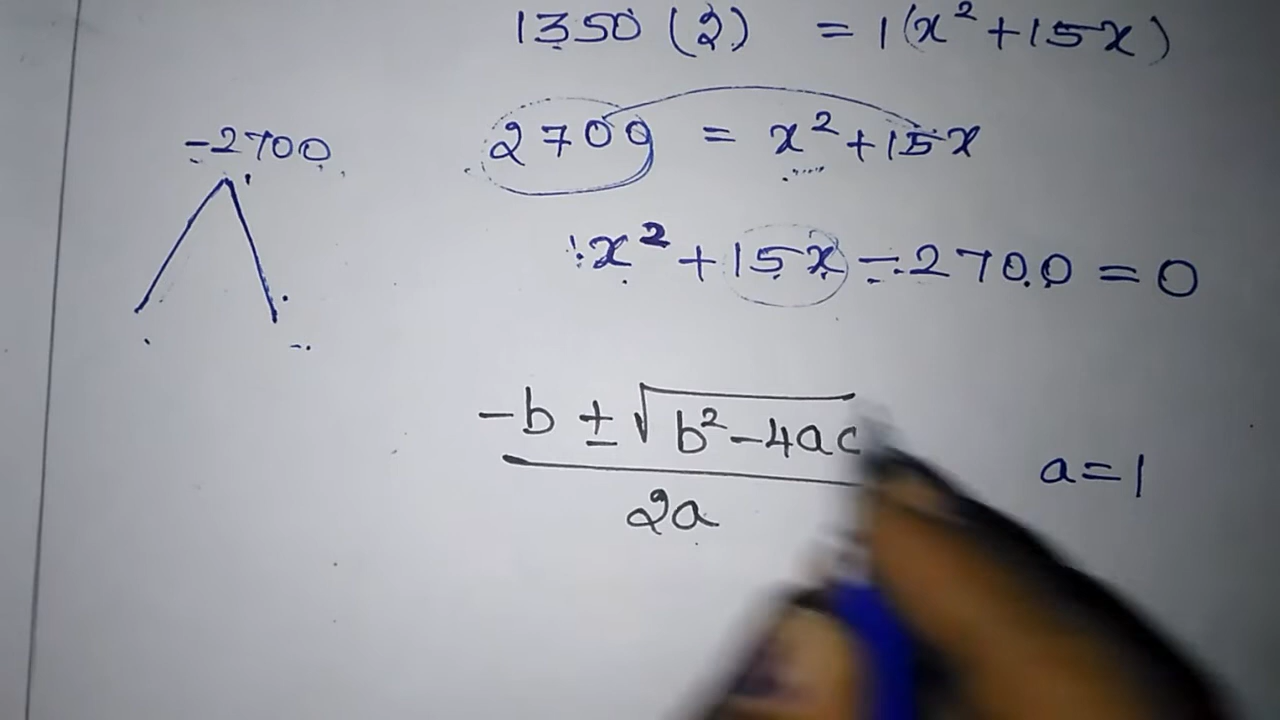 1350 (2) = 1(x² + 15x)
2700 = x² + 15x
-2700
x² + 15x - 2700 = 0
-b ± √b² - 4ac
2a
a = 1